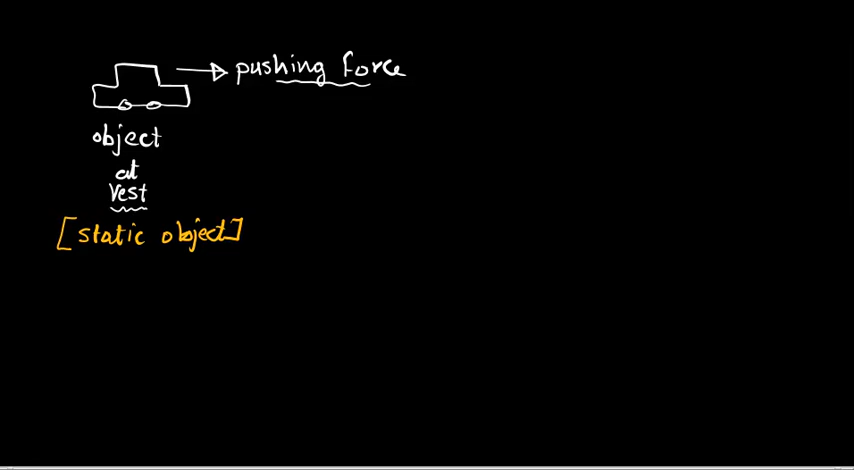 pushing force
object
at
rest
[static object]